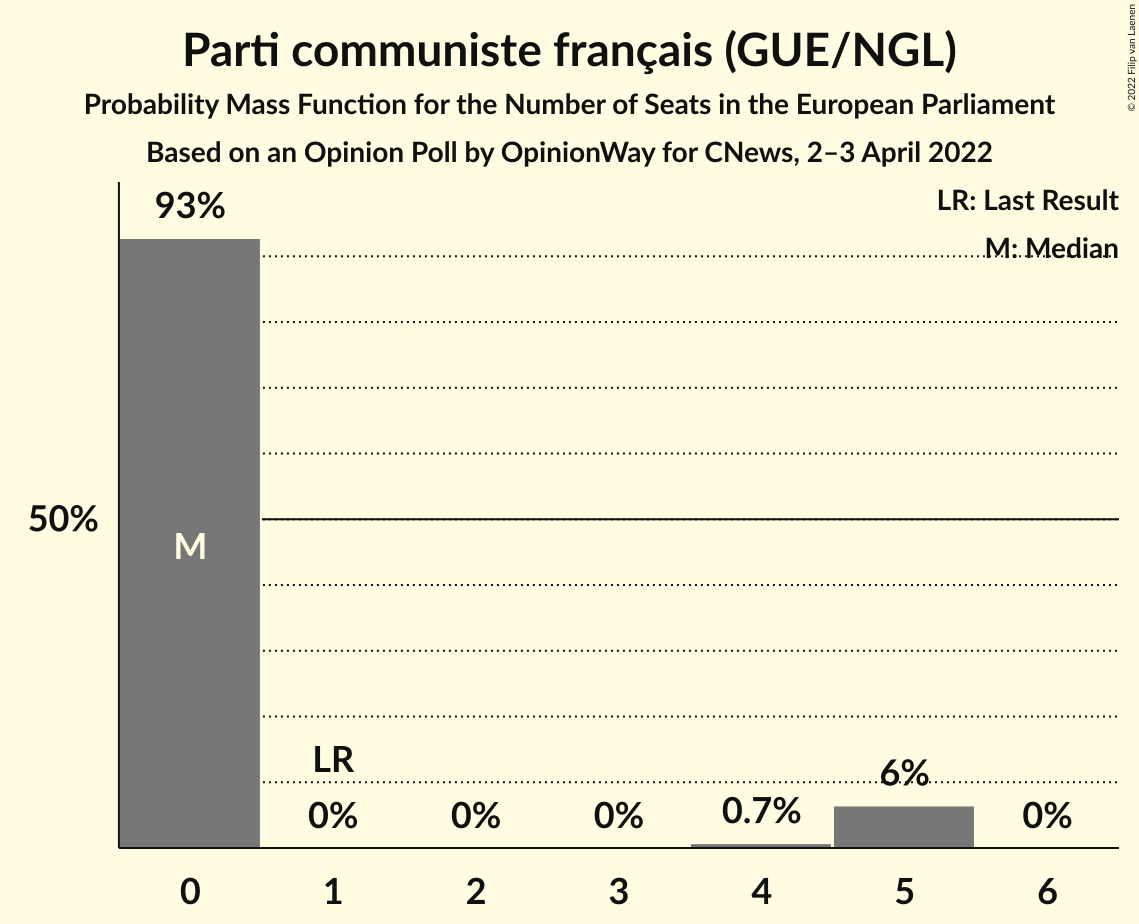 Parti communiste français (GUE/NGL)
Probability Mass Function for the Number of Seats in the European Parliament
Based on an Opinion Poll by OpinionWay for CNews, 2–3 April 2022
© 2022 Filip van Laenen
LR: Last Result
M: Median
93%
50%
M
LR
0%
0%
0%
0.7%
6%
0%
0
1
2
3
4
5
6